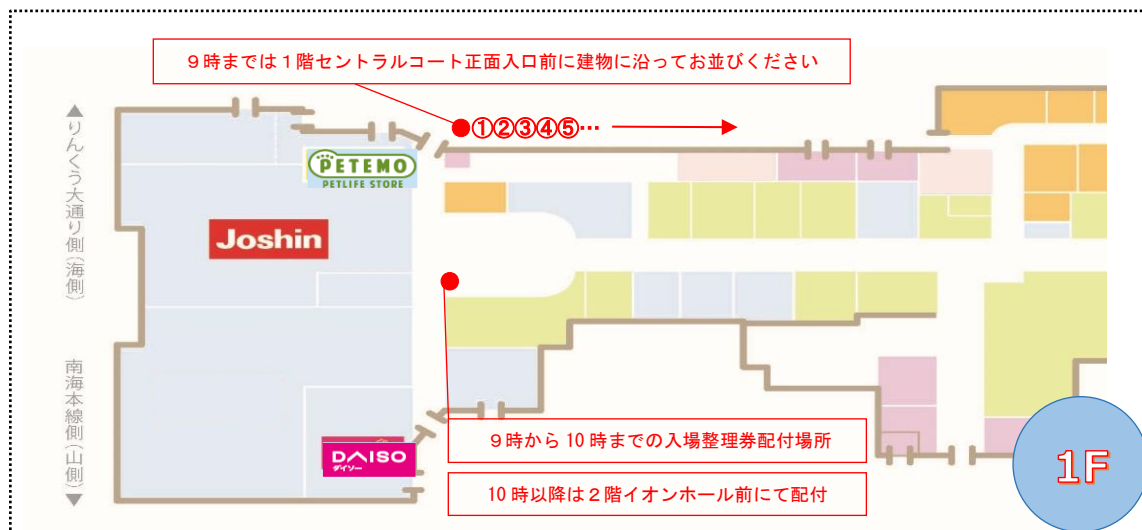 ９時までは１階セントラルコート正面入口前に建物に沿ってお並びください
①②③④⑤…
▲りんくう大通り側(海側)
PETEMO
PETLIFE STORE
Joshin
南海本線側(山側)▼
DAISO
ダイソー
９時から 10 時までの入場整理券配付場所
10 時以降は２階イオンホール前にて配付
1F